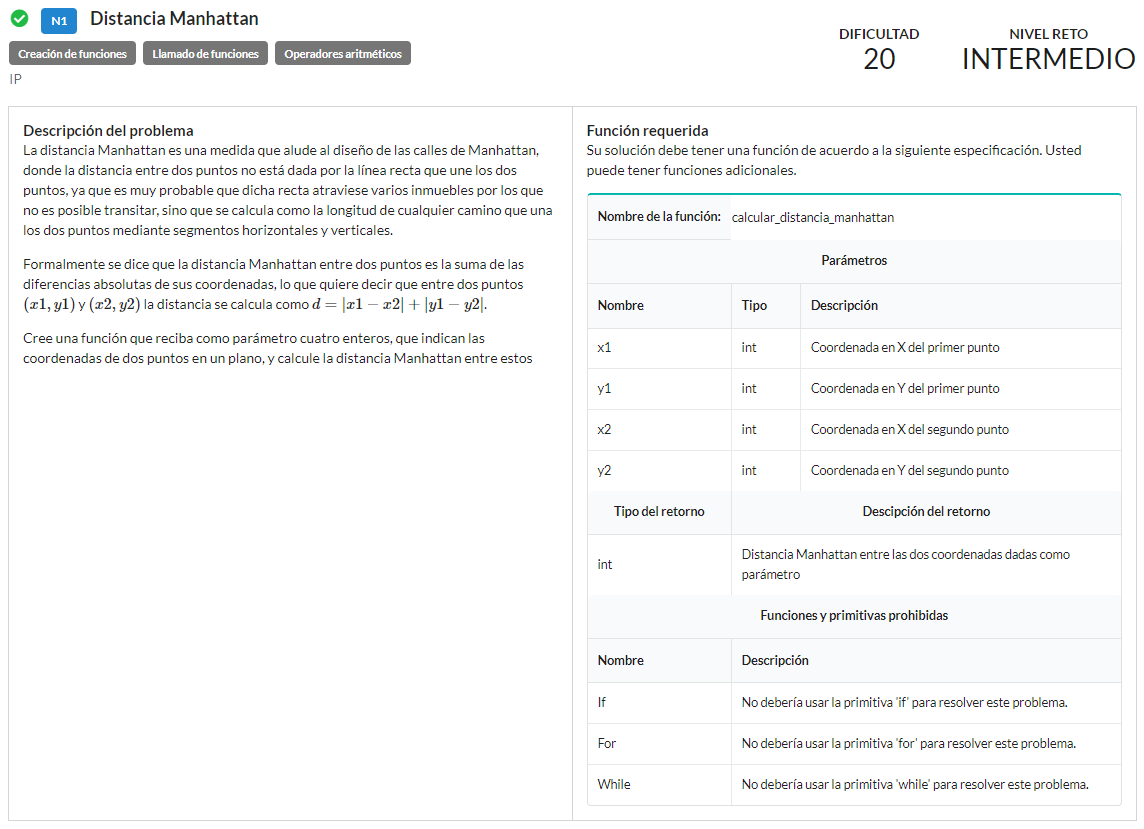 N1 Distancia Manhattan
Creación de funciones Llamado de funciones Operadores aritméticos
IP
DIFICULTAD
20
NIVEL RETO
INTERMEDIO
Descripción del problema
La distancia Manhattan es una medida que alude al diseño de las calles de Manhattan,
donde la distancia entre dos puntos no está dada por la línea recta que une los dos
puntos, ya que es muy probable que dicha recta atraviese varios inmuebles por los que
no es posible transitar, sino que se calcula como la longitud de cualquier camino que una
los dos puntos mediante segmentos horizontales y verticales.
Formalmente se dice que la distancia Manhattan entre dos puntos es la suma de las
diferencias absolutas de sus coordenadas, lo que quiere decir que entre dos puntos
(x1, y1) y (x2, y2) la distancia se calcula como d = |x1 − x2| + |y1 − y2|.
Cree una función que reciba como parámetro cuatro enteros, que indican las
coordenadas de dos puntos en un plano, y calcule la distancia Manhattan entre estos
Función requerida
Su solución debe tener una función de acuerdo a la siguiente especificación. Usted
puede tener funciones adicionales.
Nombre de la función: calcular_distancia_manhattan
Parámetros
Nombre Tipo Descripción
x1 int Coordenada en X del primer punto
y1 int Coordenada en Y del primer punto
x2 int Coordenada en X del segundo punto
y2 int Coordenada en Y del segundo punto
Tipo del retorno Descipción del retorno
int Distancia Manhattan entre las dos coordenadas dadas como
parámetro
Funciones y primitivas prohibidas
Nombre Descripción
If No debería usar la primitiva 'if' para resolver este problema.
For No debería usar la primitiva 'for' para resolver este problema.
While No debería usar la primitiva 'while' para resolver este problema.